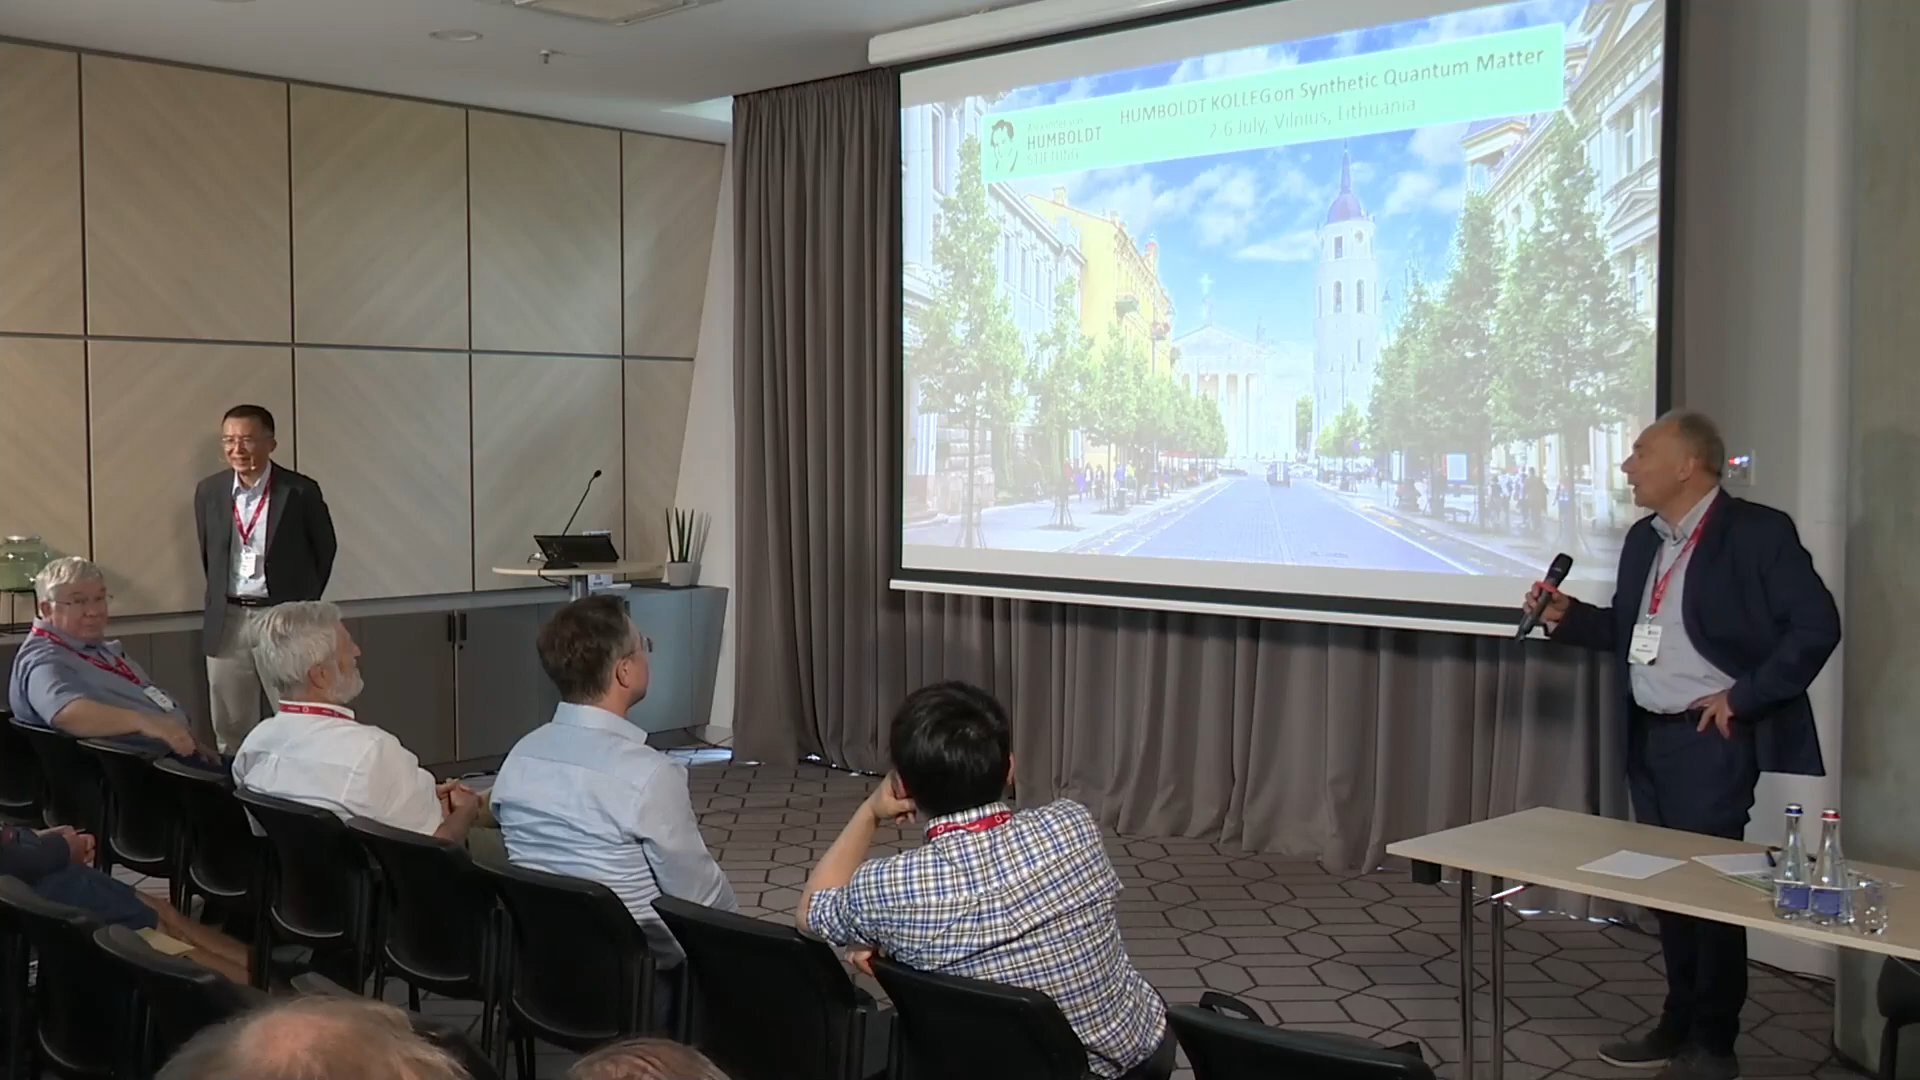 HUMBOLDT KOLLEG on Synthetic Quantum Matter
2-6 July, Vilnius, Lithuania
HUMBOLDT
STIFTUNG